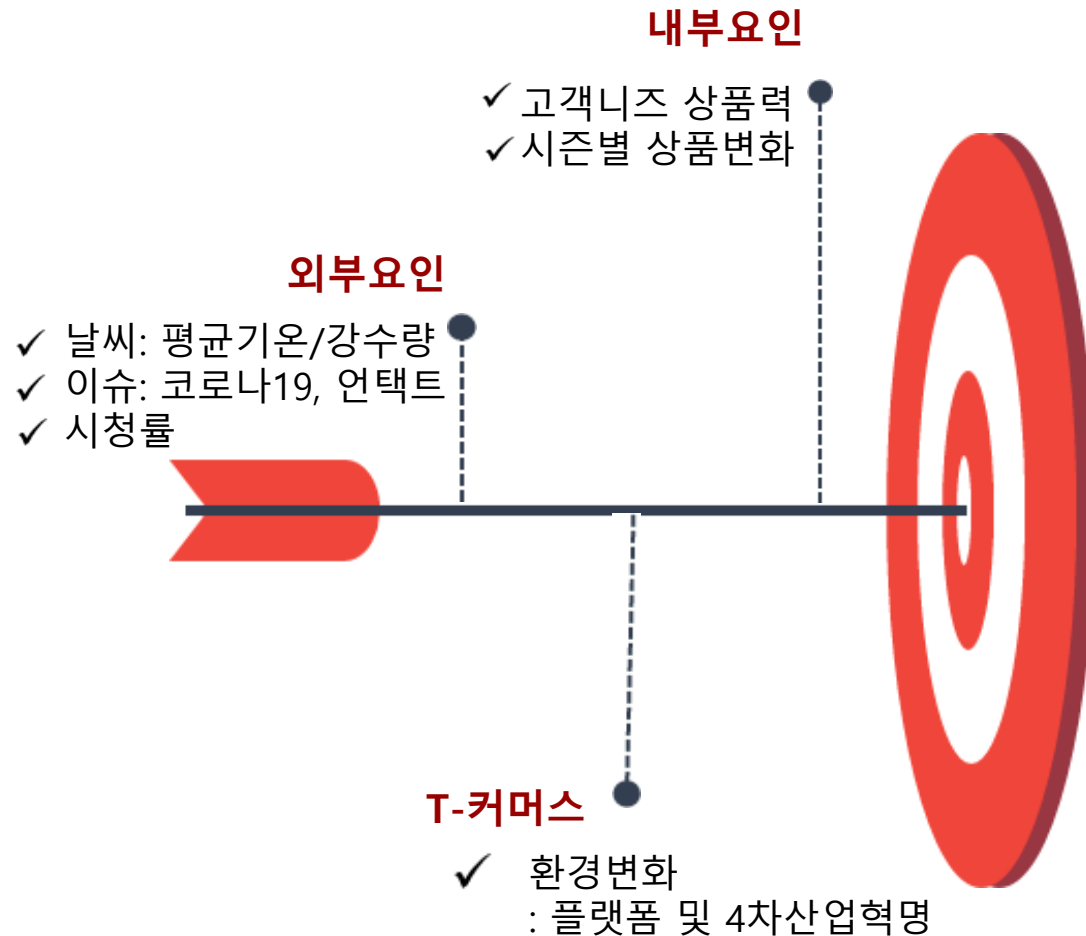 내부요인
✓ 고객니즈 상품력
✓ 시즌별 상품변화
외부요인
✓ 날씨: 평균기온/강수량
✓ 이슈: 코로나19, 언택트
✓ 시청률
T-커머스
✓ 환경변화
: 플랫폼 및 4차산업혁명